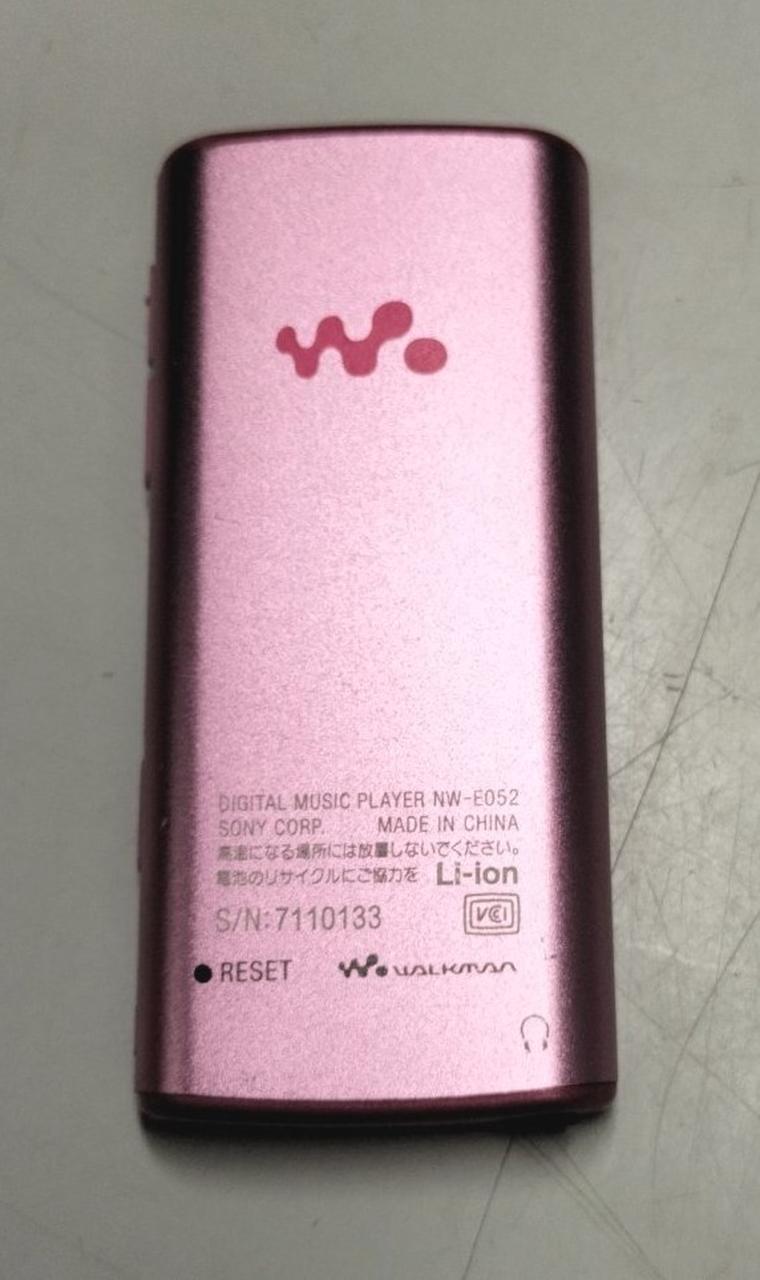 DIGITAL MUSIC PLAYER NW-E052
SONY CORP. MADE IN CHINA
高温になる場所には放置しないでください。
電池のリサイクルにご協力を Li-ion
S/N:7110133
VCI
RESET WALKMAN